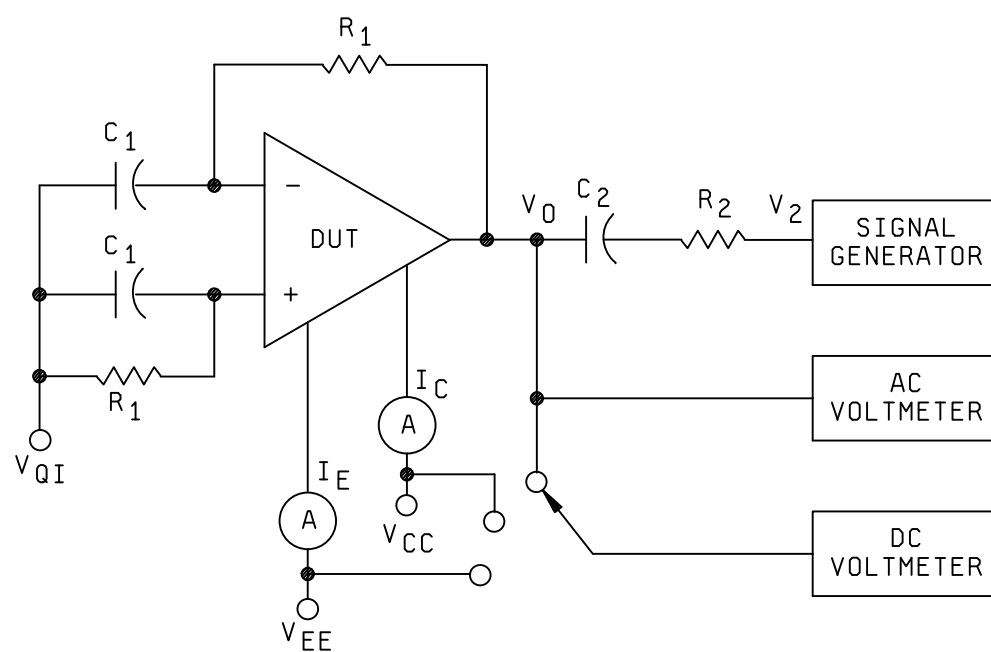 R1
C1
−
DUT
C1
+
R1
VQI
VO
C2
R2
V2
SIGNAL
GENERATOR
IC
A
VCC
IE
A
VEE
AC
VOLTMETER
DC
VOLTMETER